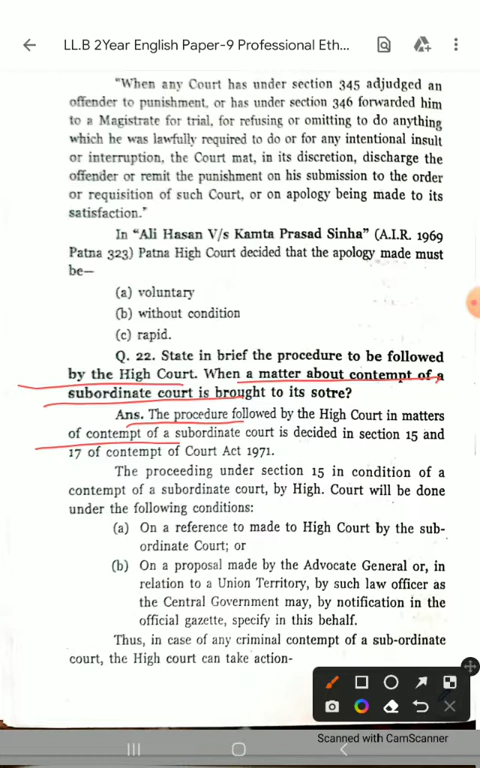 LL.B 2Year English Paper-9 Professional Eth...
"When any Court has under section 345 adjudged an
offender to punishment, or has under section 346 forwarded him
to a Magistrate for trial, for refusing or omitting to do anything
which he was lawfully required to do or for any intentional insult
or interruption, the Court mat, in its discretion, discharge the
offender or remit the punishment on his submission to the order
or requisition of such Court, or on apology being made to its
satisfaction."
In "Ali Hasan V/s Kamta Prasad Sinha" (A.I.R. 1969
Patna 323) Patna High Court decided that the apology made must
be—
(a) voluntary
(b) without condition
(c) rapid.
Q. 22. State in brief the procedure to be followed
by the High Court. When a matter about contempt of a
subordinate court is brought to its sotre?
Ans. The procedure followed by the High Court in matters
of contempt of a subordinate court is decided in section 15 and
17 of contempt of Court Act 1971.
The proceeding under section 15 in condition of a
contempt of a subordinate court, by High. Court will be done
under the following conditions:
(a) On a reference to made to High Court by the sub-
ordinate Court; or
(b) On a proposal made by the Advocate General or, in
relation to a Union Territory, by such law officer as
the Central Government may, by notification in the
official gazette, specify in this behalf.
Thus, in case of any criminal contempt of a sub-ordinate
court, the High court can take action-
Scanned with CamScanner